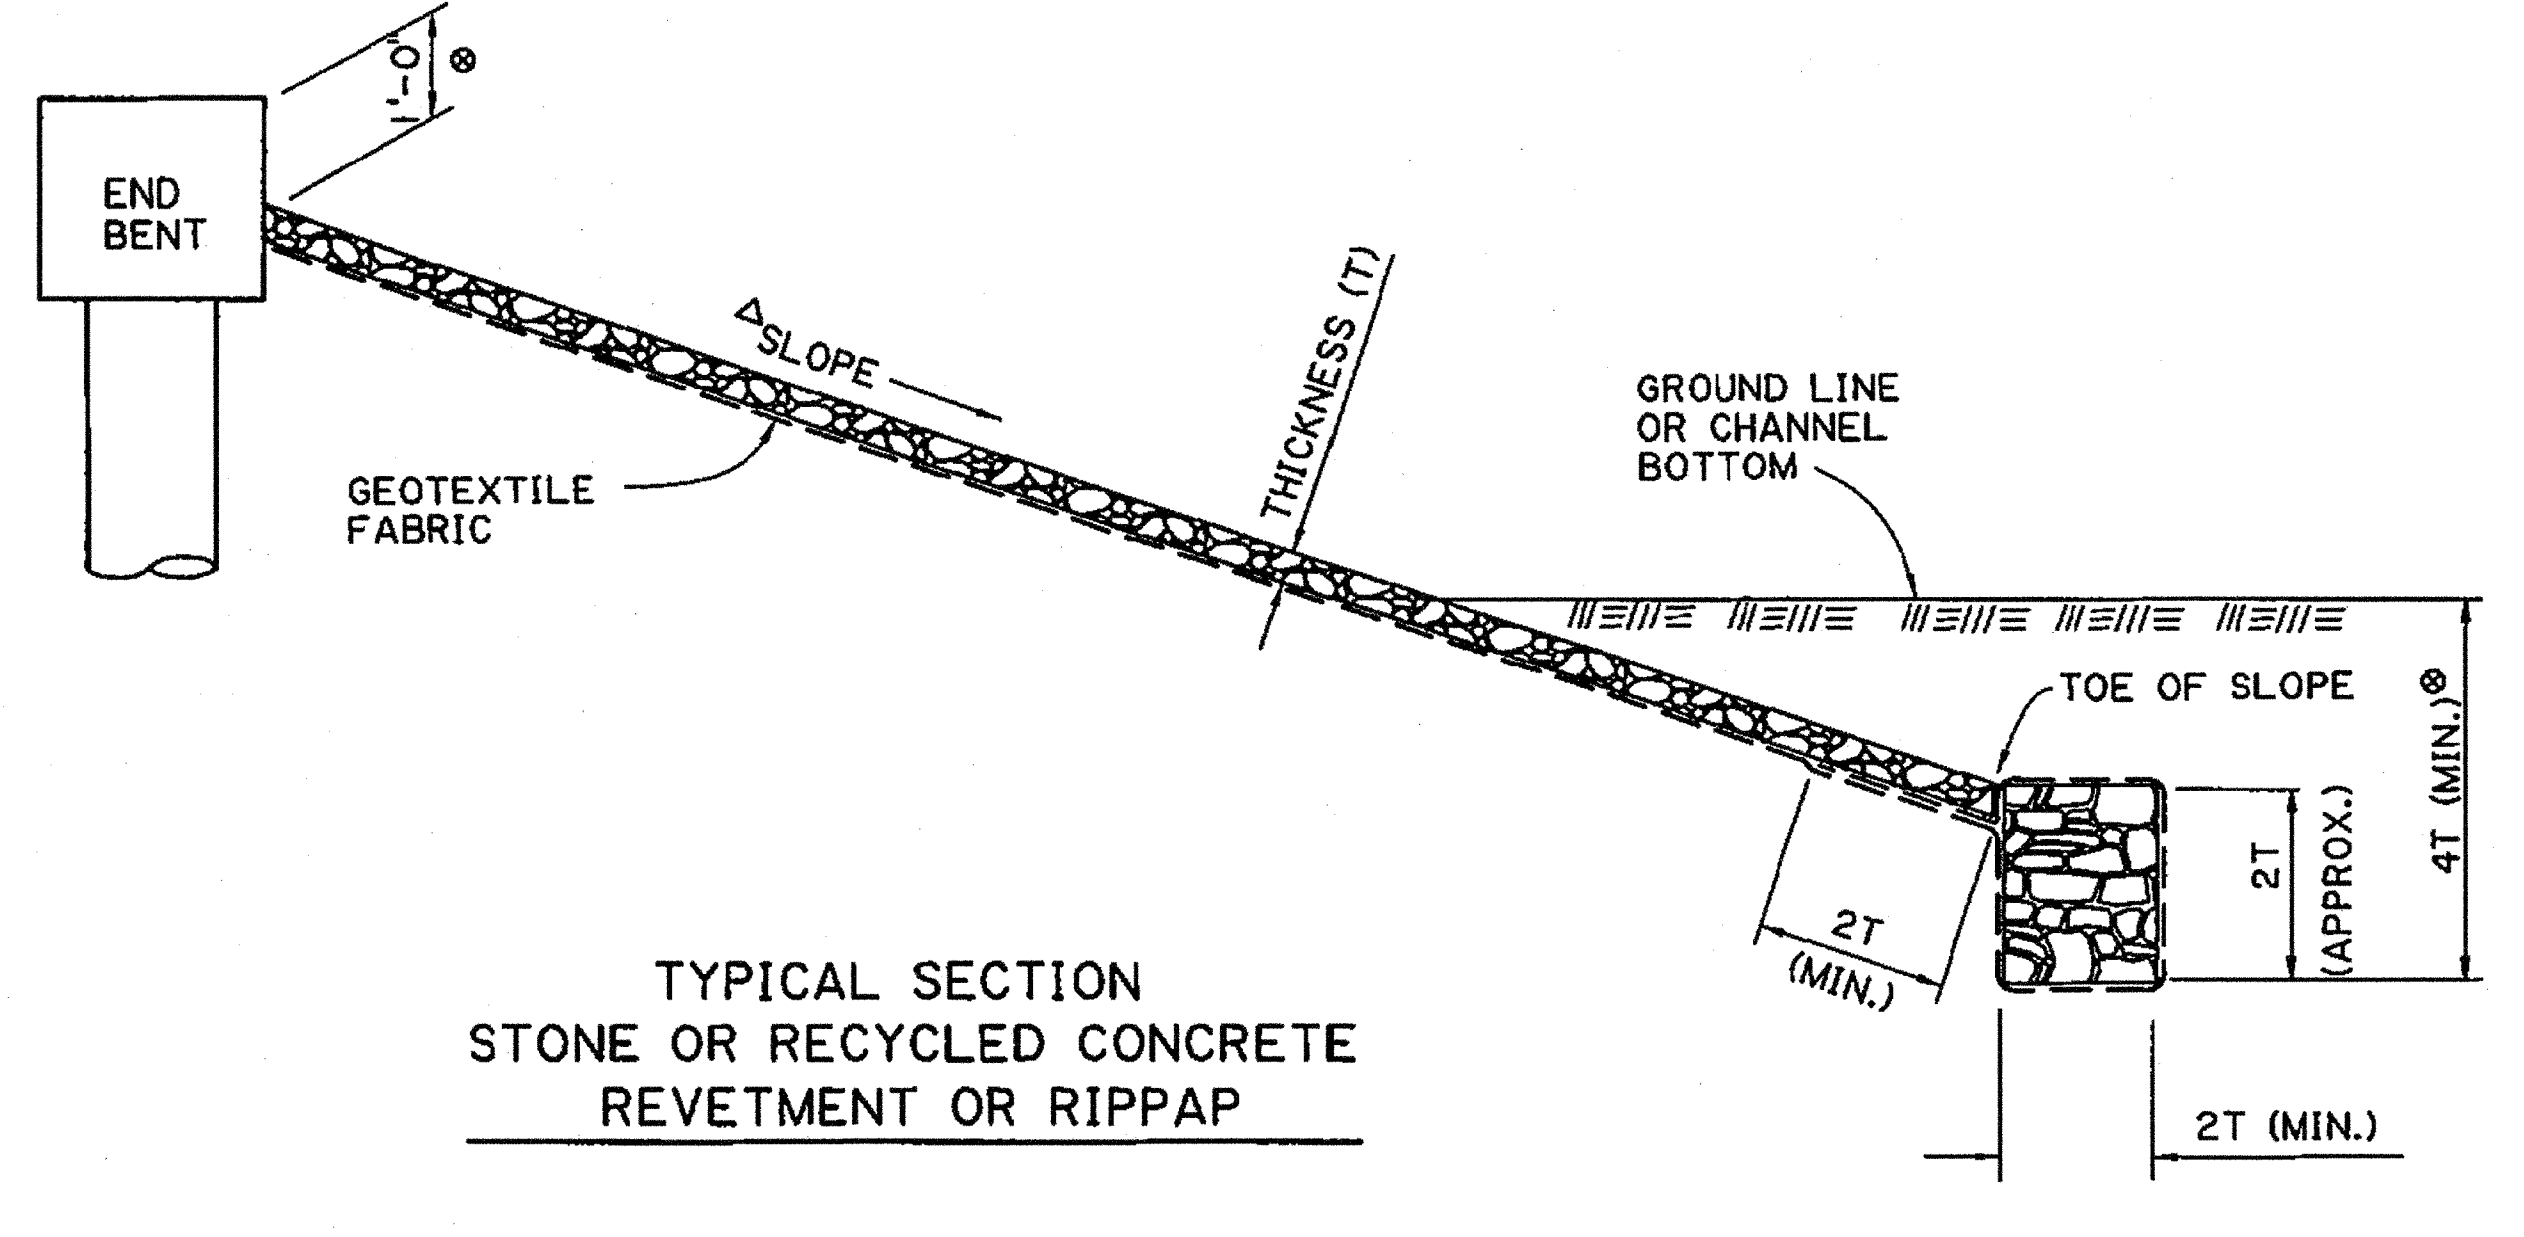 1'-0"
⊗
END
BENT
△
SLOPE
THICKNESS (T)
GEOTEXTILE
FABRIC
GROUND LINE
OR CHANNEL
BOTTOM
TOE OF SLOPE
4T (MIN.)⊗
2T
(APPROX.)
2T
(MIN.)
2T (MIN.)
TYPICAL SECTION
STONE OR RECYCLED CONCRETE
REVETMENT OR RIPPAP